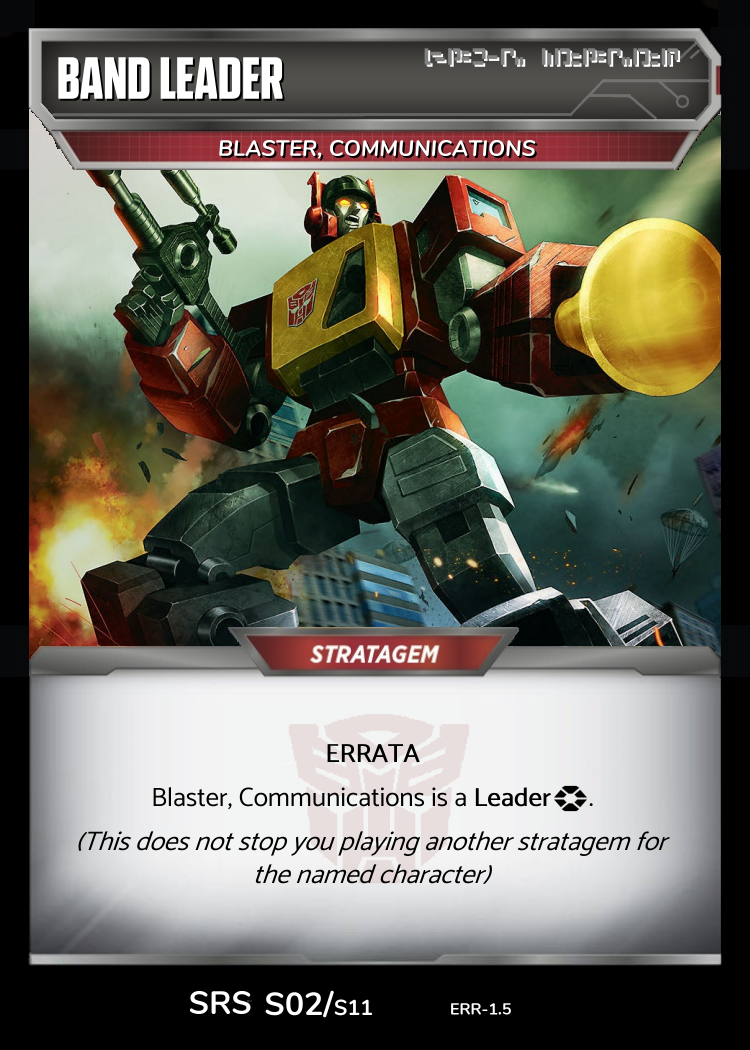 BAND LEADER
BLASTER, COMMUNICATIONS
STRATAGEM
ERRATA
Blaster, Communications is a Leader.
(This does not stop you playing another stratagem for
the named character)
SRS S02/S11 ERR-1.5